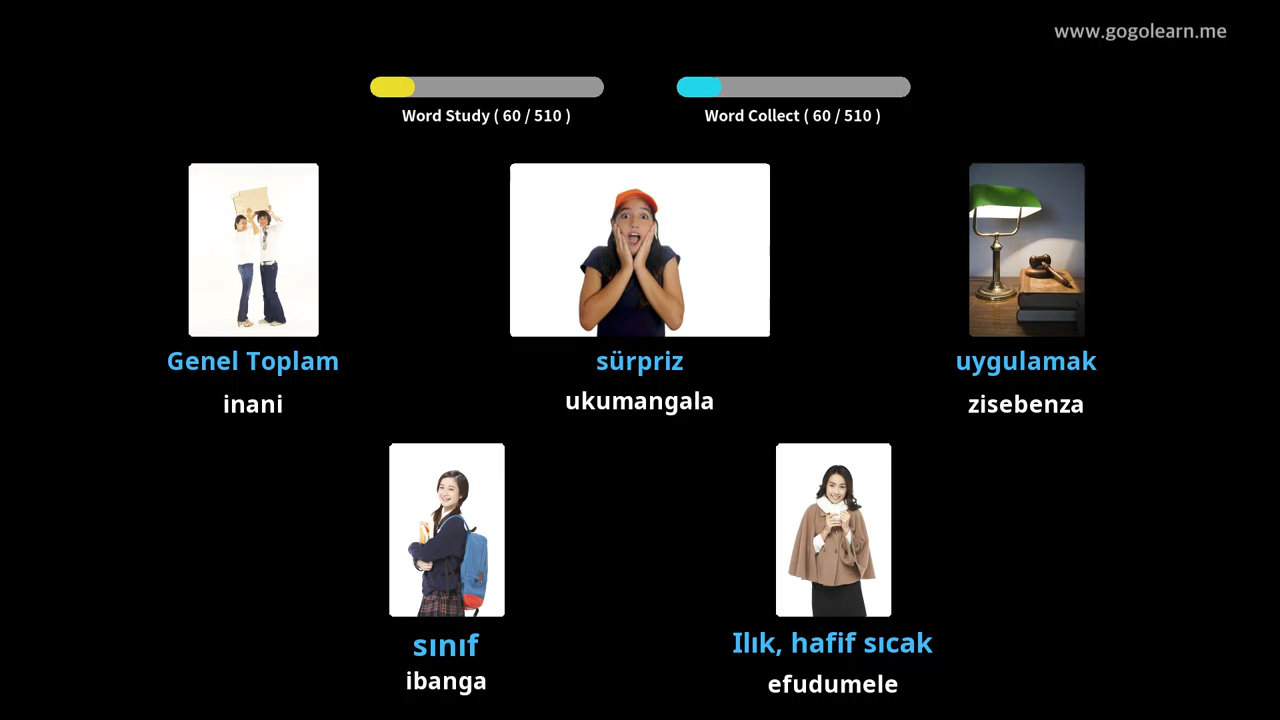 www.gogolearn.me
Word Study ( 60 / 510 )
Word Collect ( 60 / 510 )
Genel Toplam
inani
sürpriz
ukumangala
uygulamak
zisebenza
sınıf
ibanga
Ilık, hafif sıcak
efudumele